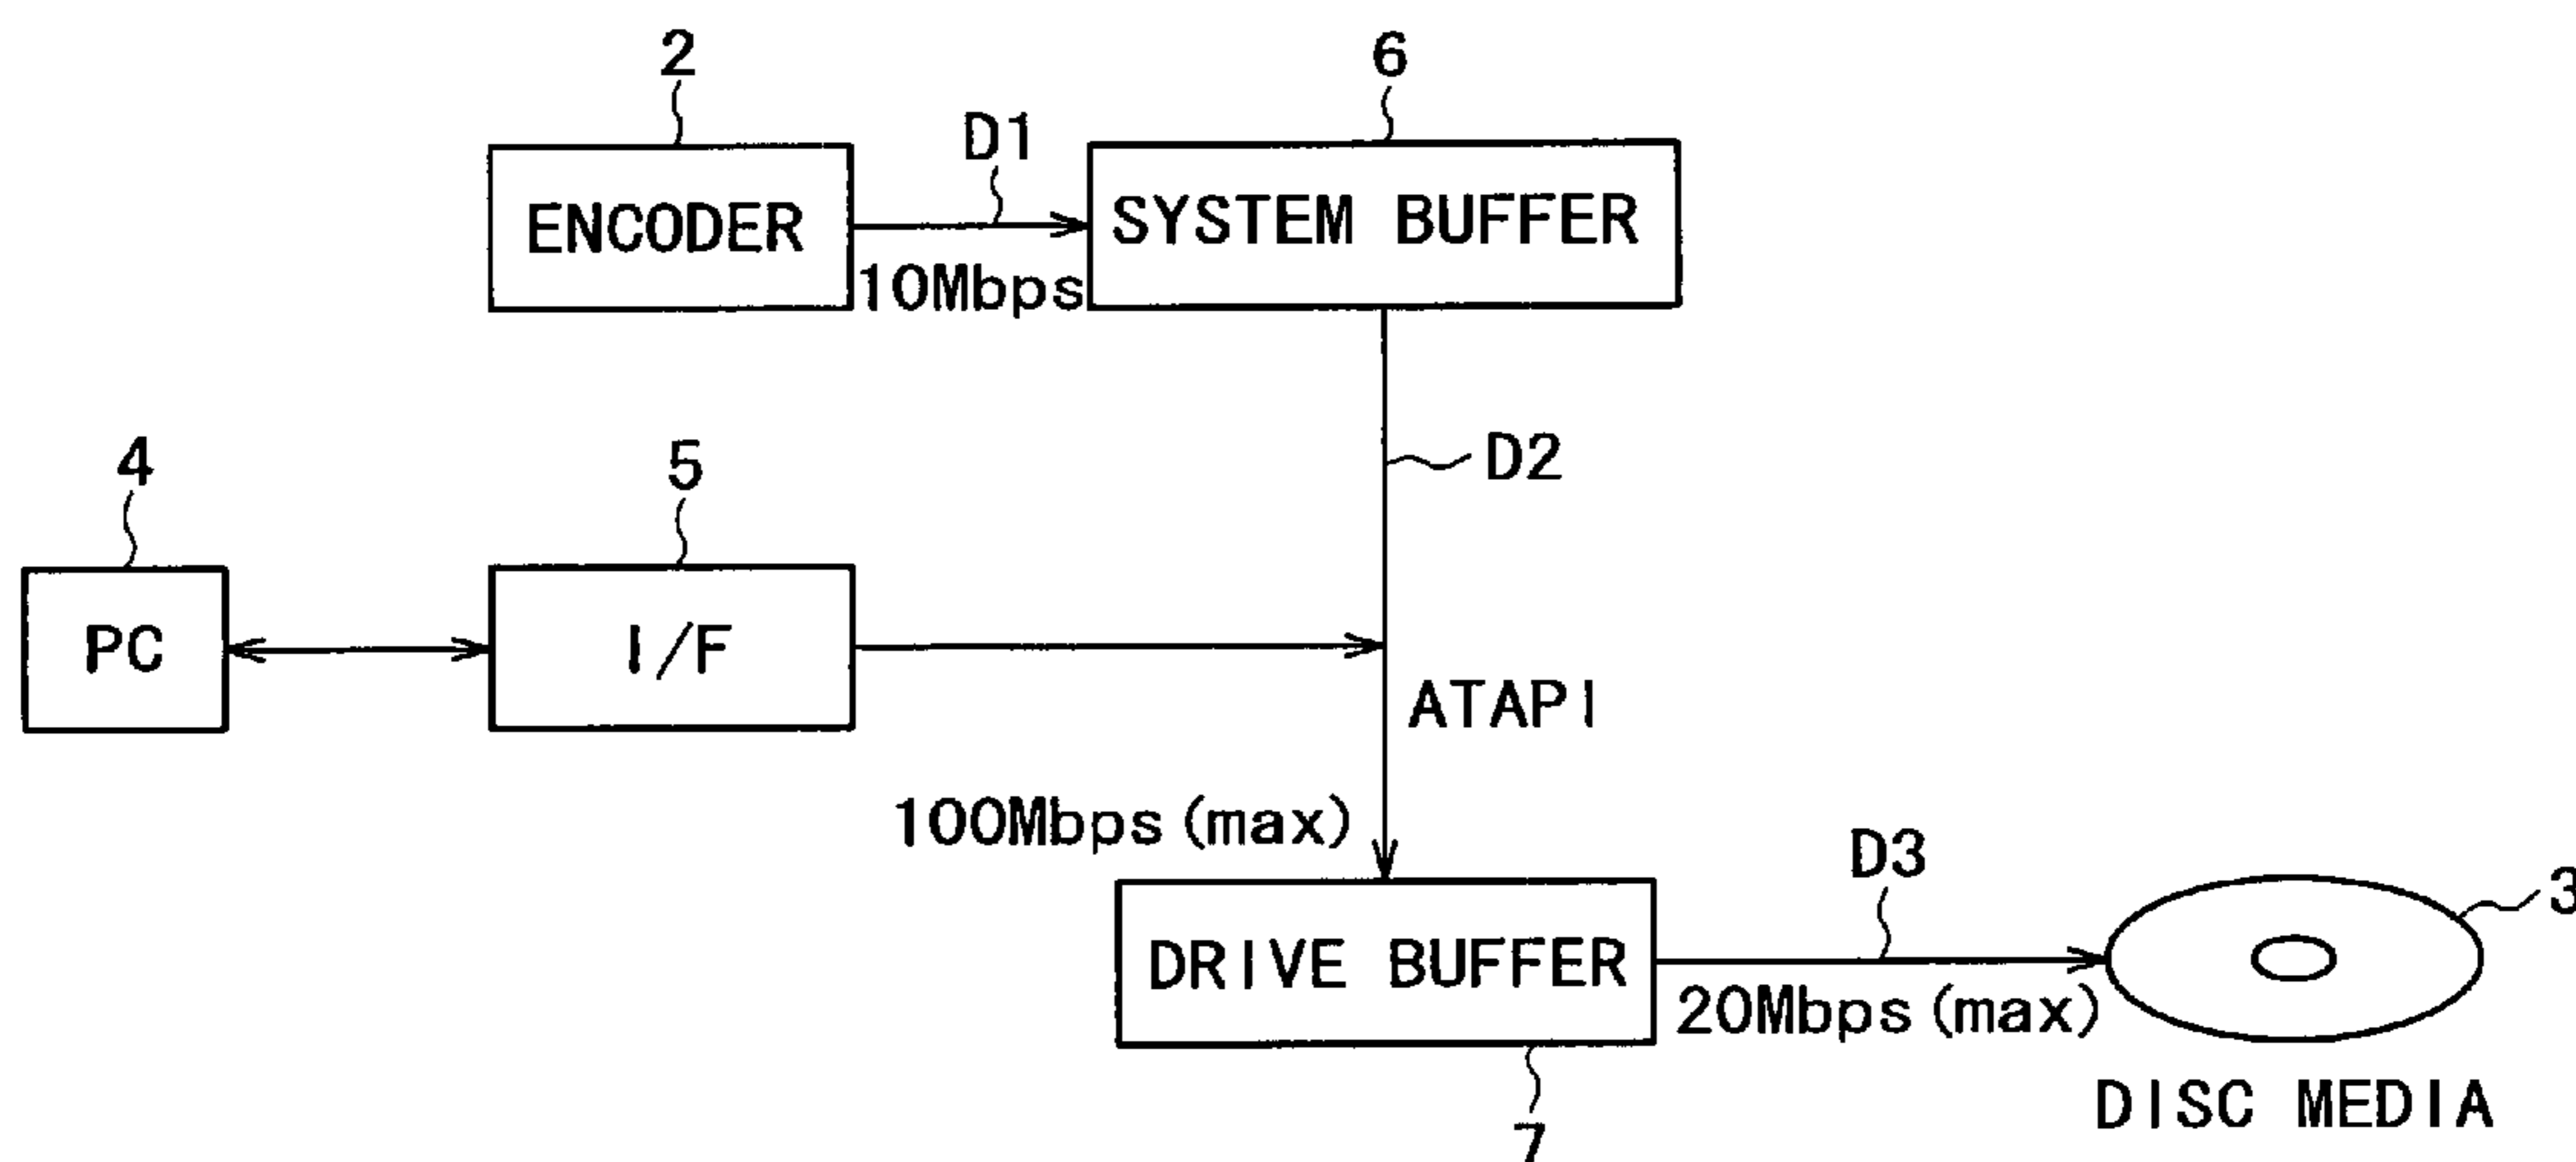 2
6
D1
ENCODER
SYSTEM BUFFER
10Mbps
4
5
D2
PC
I/F
ATAPI
100Mbps(max)
D3
3
DRIVE BUFFER
20Mbps(max)
DISC MEDIA
7